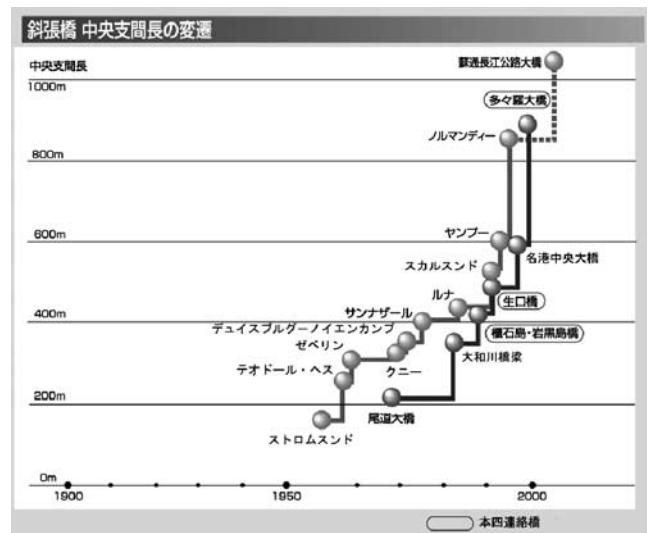 斜張橋 中央支間長の変遷
中央支間長
蘇通長江公路大橋
1000m
多々羅大橋
ノルマンディー
800m
ヤンプー
600m
名港中央大橋
スカルスンド
ルナ
生口橋
サンナザール
400m
デュイスブルグーノイエンカンプ
櫃石島・岩黒島橋
ゼベリン
大和川橋梁
テオドール・ヘス
クニー
200m
尾道大橋
ストロムスンド
0m
1900
1950
2000
本四連絡橋